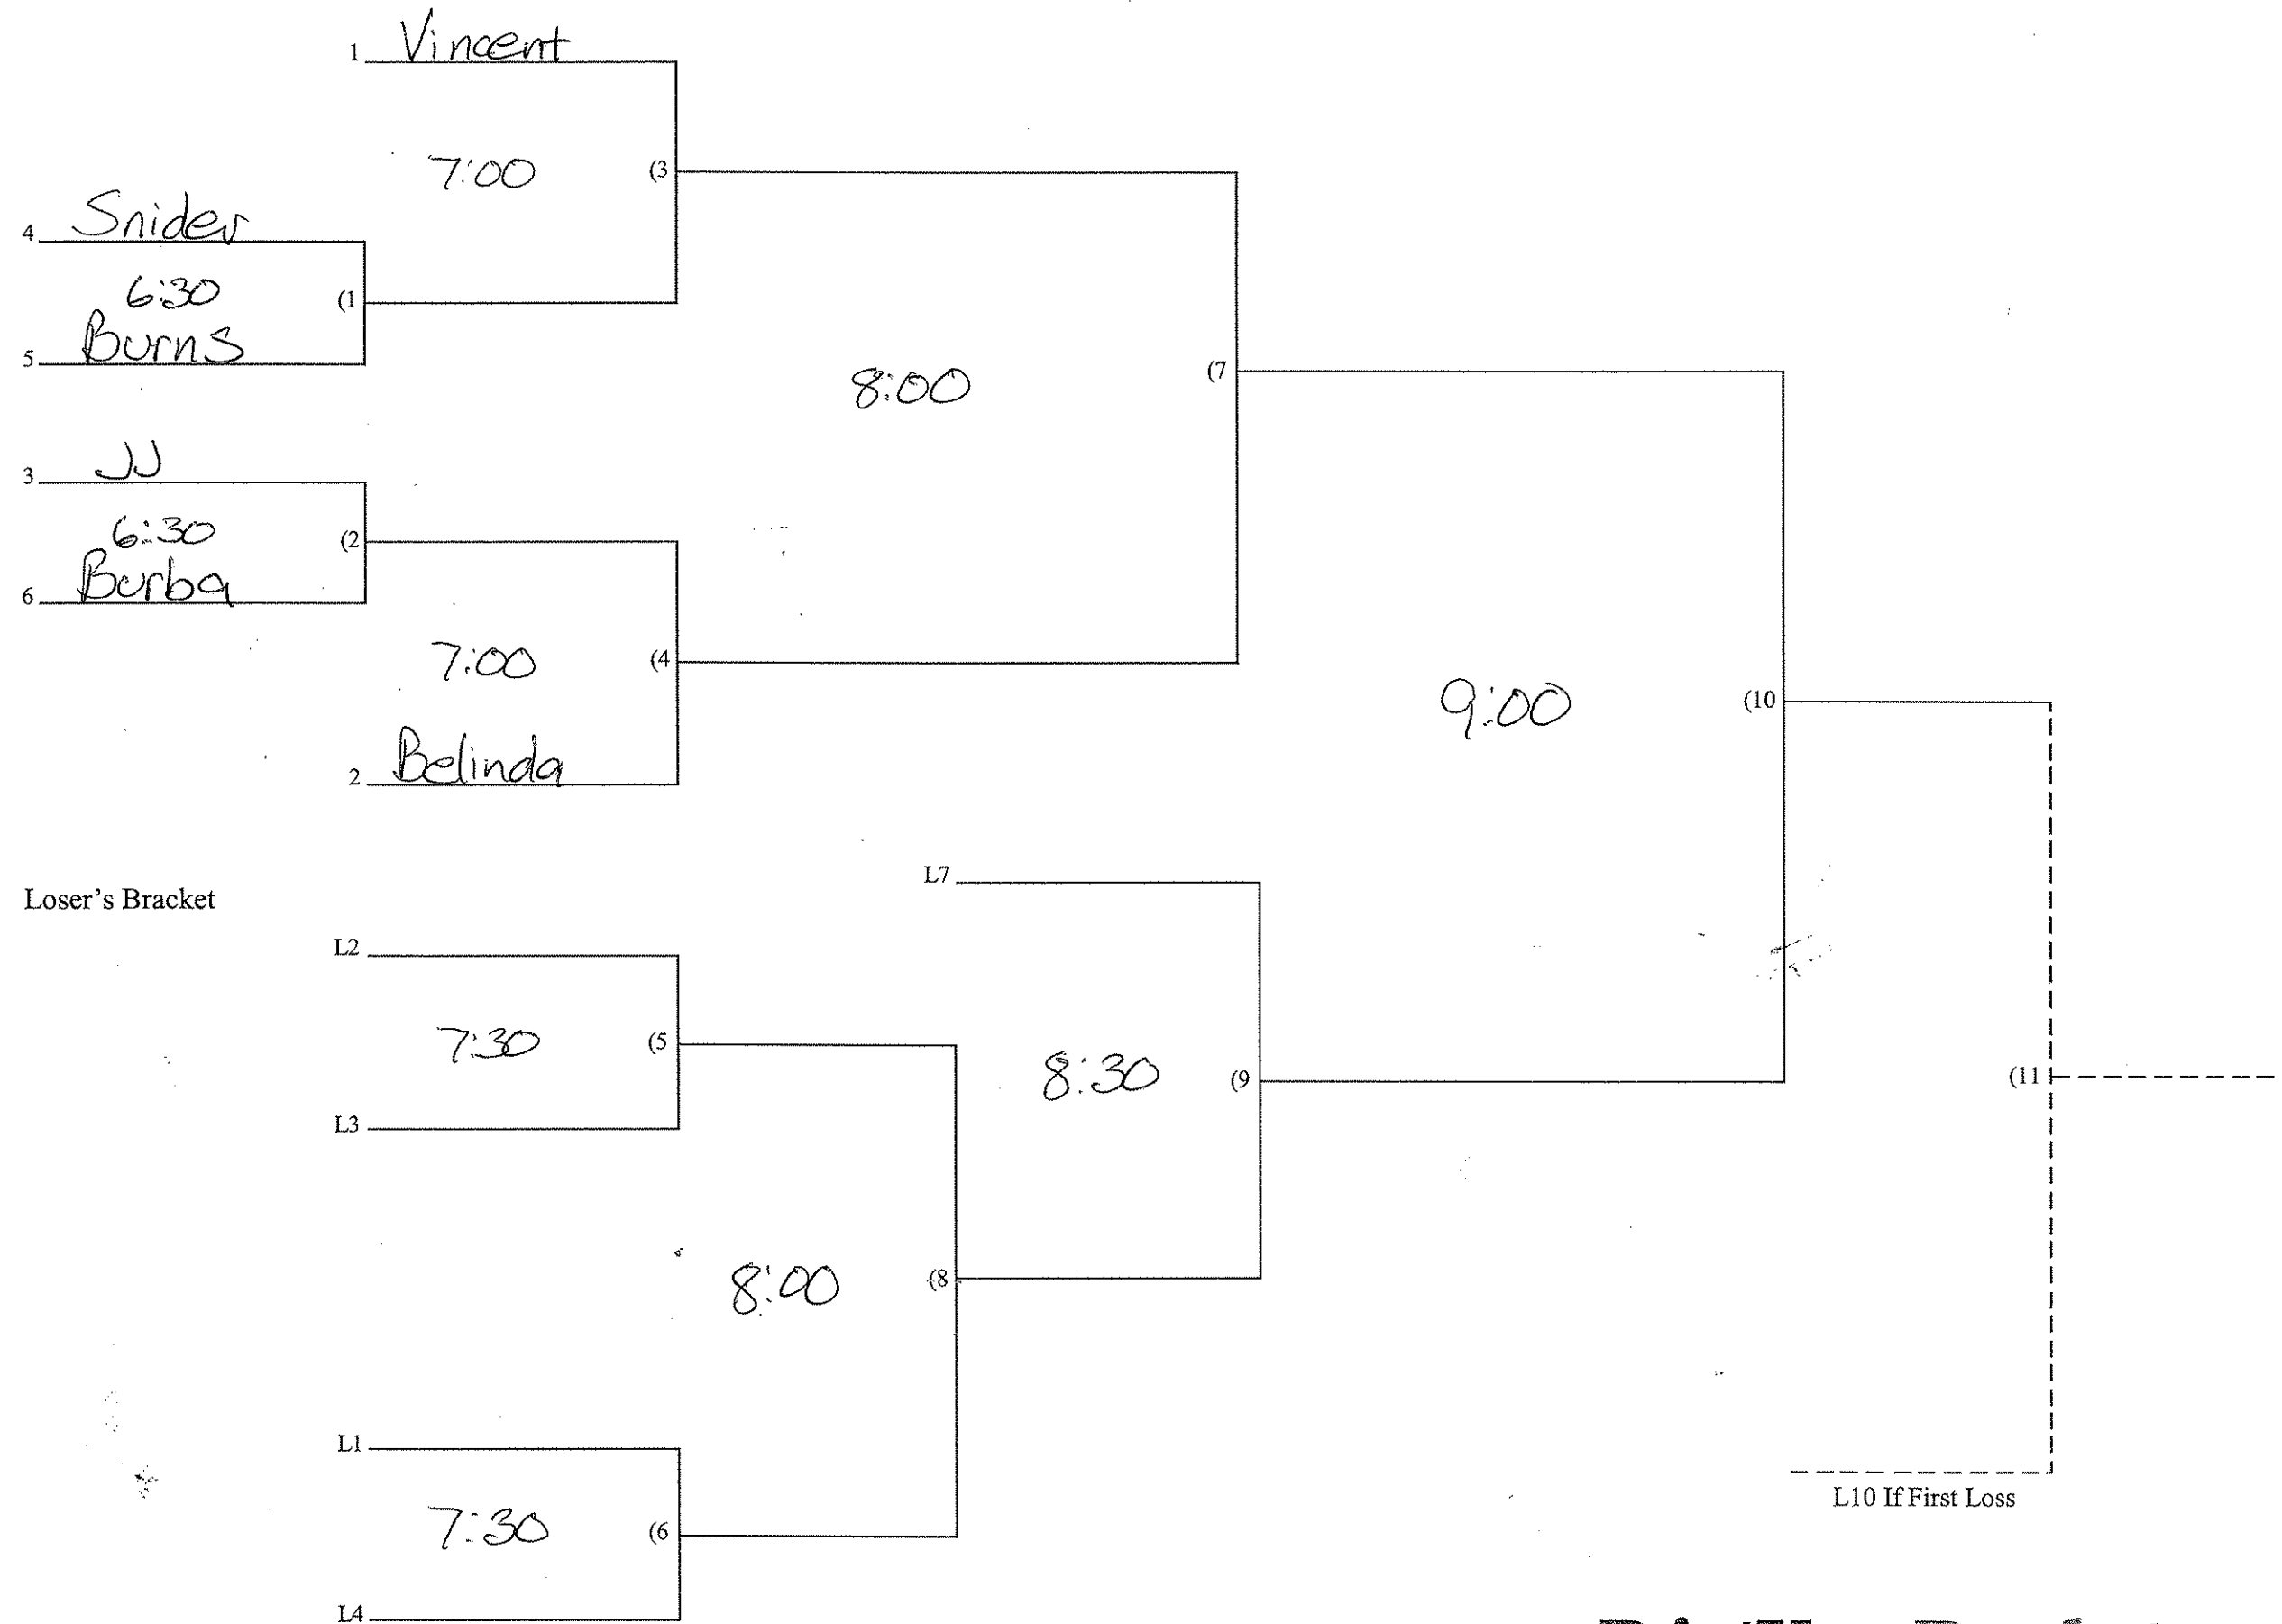 1 Vincent
7:00 (3
4 Snider
6:30 (1
5 Burns
8:00 (7
3 JJ
6:30 (2
6 Burba
7:00 (4
9:00 (10
2 Belinda
L7
Loser's Bracket
L2
7:30 (5
8:30 (9
(11
L3
8:00 (8
L1
L10 If First Loss
7:30 (6
L4